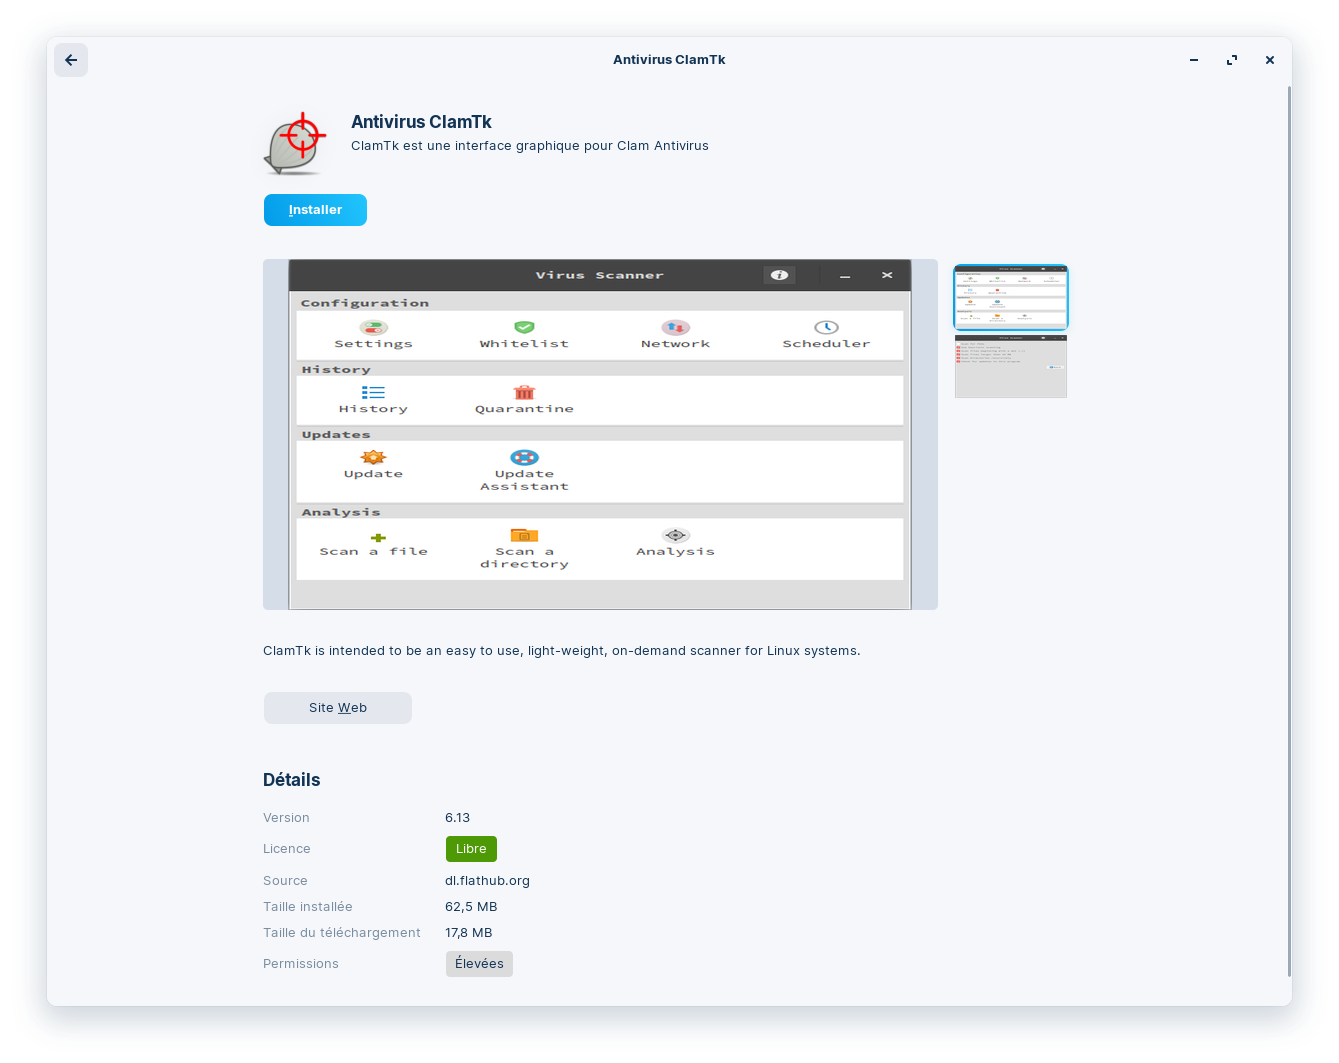 Antivirus ClamTk
Antivirus ClamTk
ClamTk est une interface graphique pour Clam Antivirus
Installer
Virus Scanner
Configuration
Settings Whitelist Network Scheduler
History
History Quarantine
Updates
Update Update
Assistant
Analysis
Scan a file Scan a Analysis
directory
ClamTk is intended to be an easy to use, light-weight, on-demand scanner for Linux systems.
Site Web
Détails
Version 6.13
Licence Libre
Source dl.flathub.org
Taille installée 62,5 MB
Taille du téléchargement 17,8 MB
Permissions Élevées